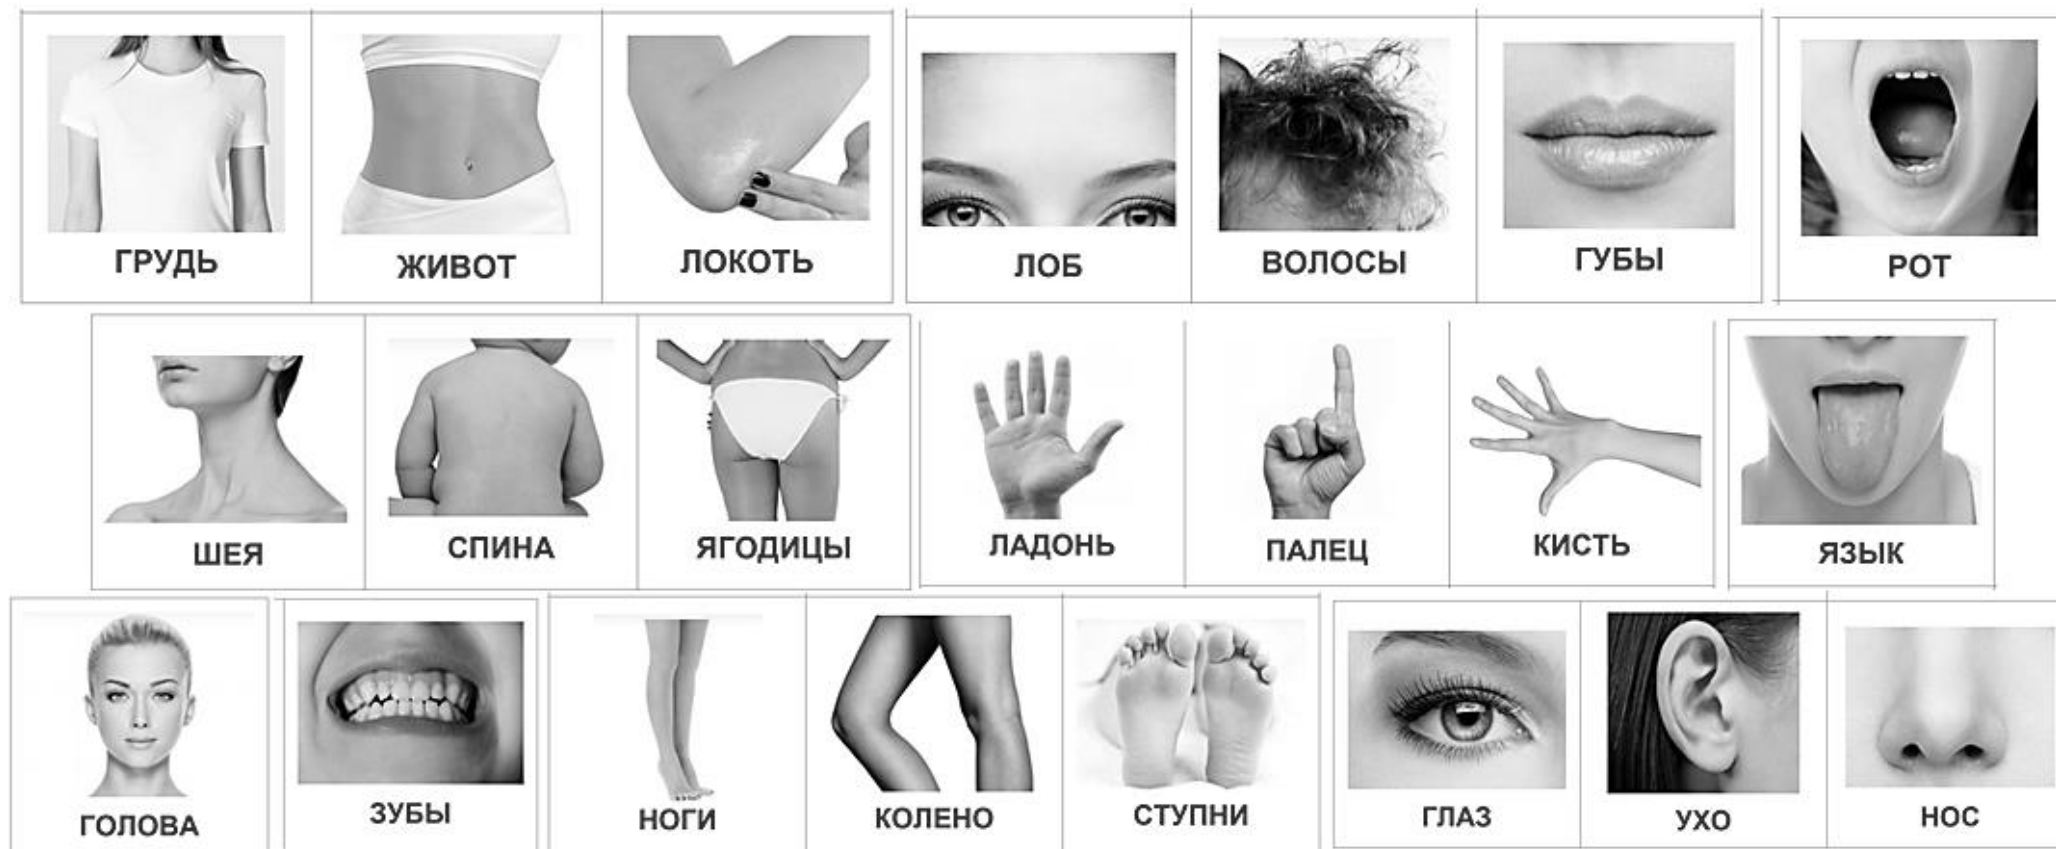 ГРУДЬ
ЖИВОТ
ЛОКОТЬ
ЛОБ
ВОЛОСЫ
ГУБЫ
РОТ
ШЕЯ
СПИНА
ЯГОДИЦЫ
ЛАДОНЬ
ПАЛЕЦ
КИСТЬ
ЯЗЫК
ГОЛОВА
ЗУБЫ
НОГИ
КОЛЕНО
СТУПНИ
ГЛАЗ
УХО
НОС